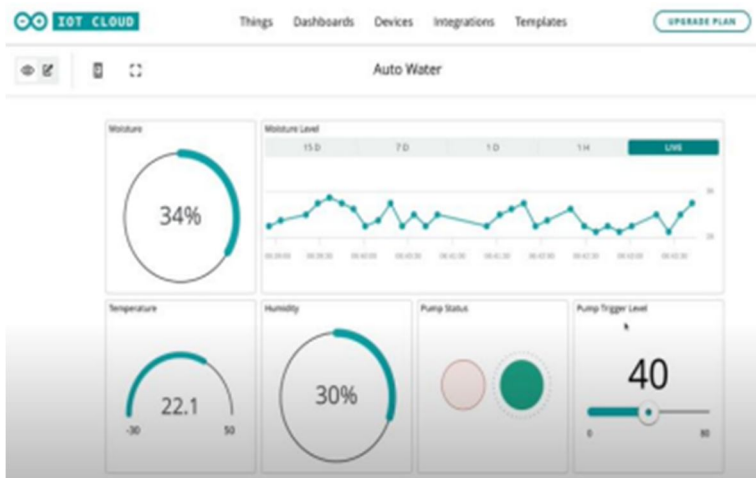 IOT CLOUD
Things Dashboards Devices Integrations Templates
UPGRADE PLAN
Auto Water
Moisture
34%
Moisture Level
15 D 7 D 1 D 1 H LIVE
Temperature
22.1
-30 50
Humidity
30%
Pump Status
Pump Trigger Level
40
0 80